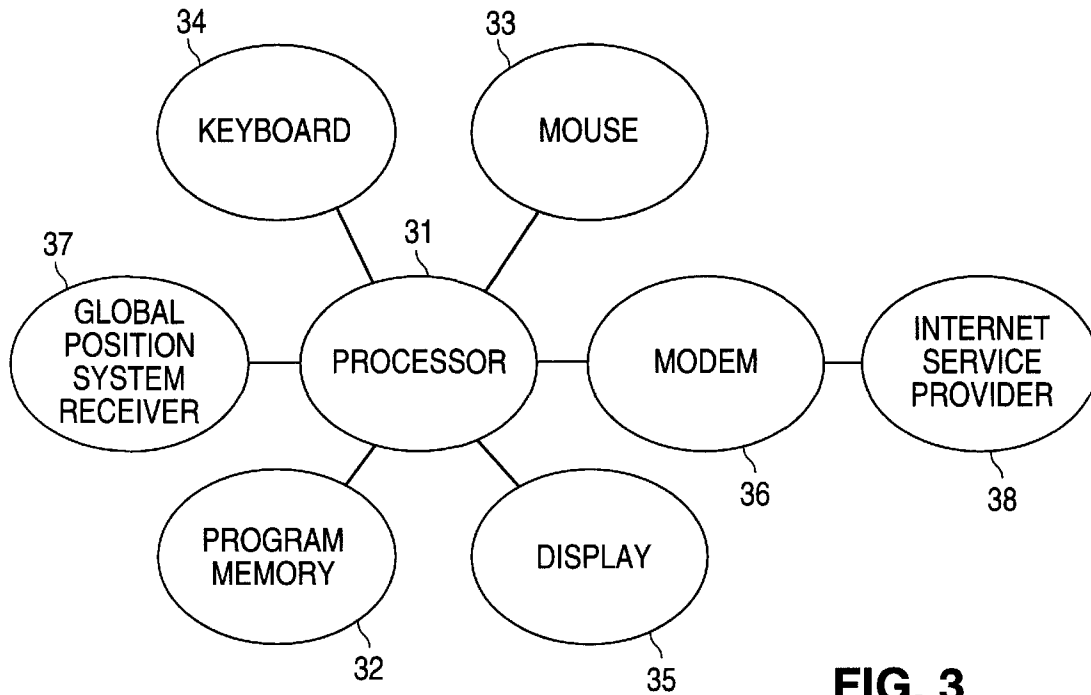 34
33
KEYBOARD
MOUSE
37
31
GLOBAL
POSITION
SYSTEM
RECEIVER
PROCESSOR
MODEM
INTERNET
SERVICE
PROVIDER
36
38
PROGRAM
MEMORY
DISPLAY
32
35
FIG. 3